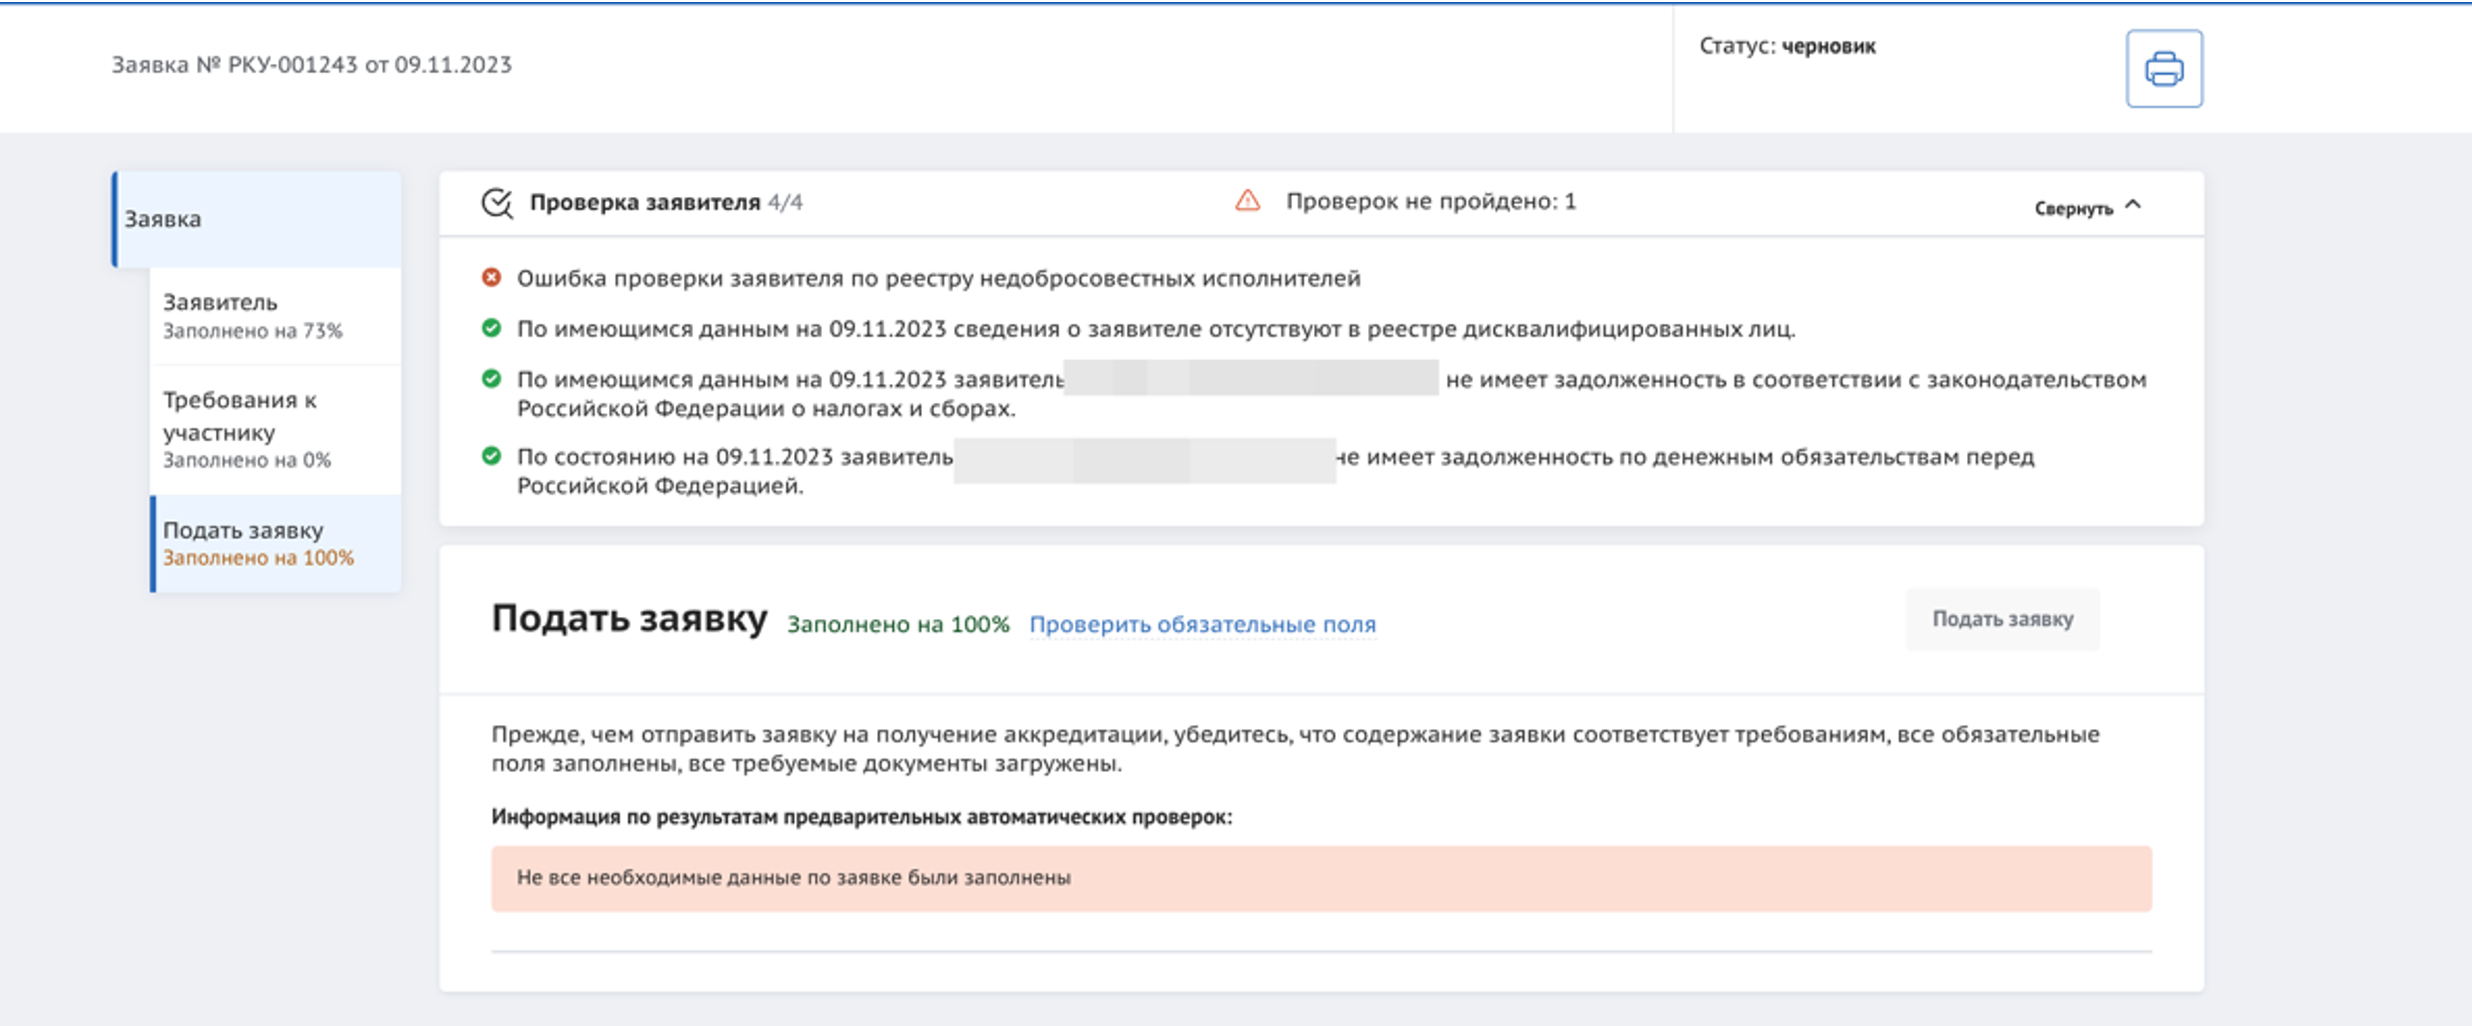 Заявка № РКУ-001243 от 09.11.2023
Статус: черновик
Заявка
Заявитель
Заполнено на 73%
Требования к
участнику
Заполнено на 0%
Подать заявку
Заполнено на 100%
Проверка заявителя 4/4
Проверок не пройдено: 1
Свернуть
Ошибка проверки заявителя по реестру недобросовестных исполнителей
По имеющимся данным на 09.11.2023 сведения о заявителе отсутствуют в реестре дисквалифицированных лиц.
По имеющимся данным на 09.11.2023 заявитель не имеет задолженность в соответствии с законодательством
Российской Федерации о налогах и сборах.
По состоянию на 09.11.2023 заявитель не имеет задолженность по денежным обязательствам перед
Российской Федерацией.
Подать заявку Заполнено на 100% Проверить обязательные поля
Подать заявку
Прежде, чем отправить заявку на получение аккредитации, убедитесь, что содержание заявки соответствует требованиям, все обязательные
поля заполнены, все требуемые документы загружены.
Информация по результатам предварительных автоматических проверок:
Не все необходимые данные по заявке были заполнены